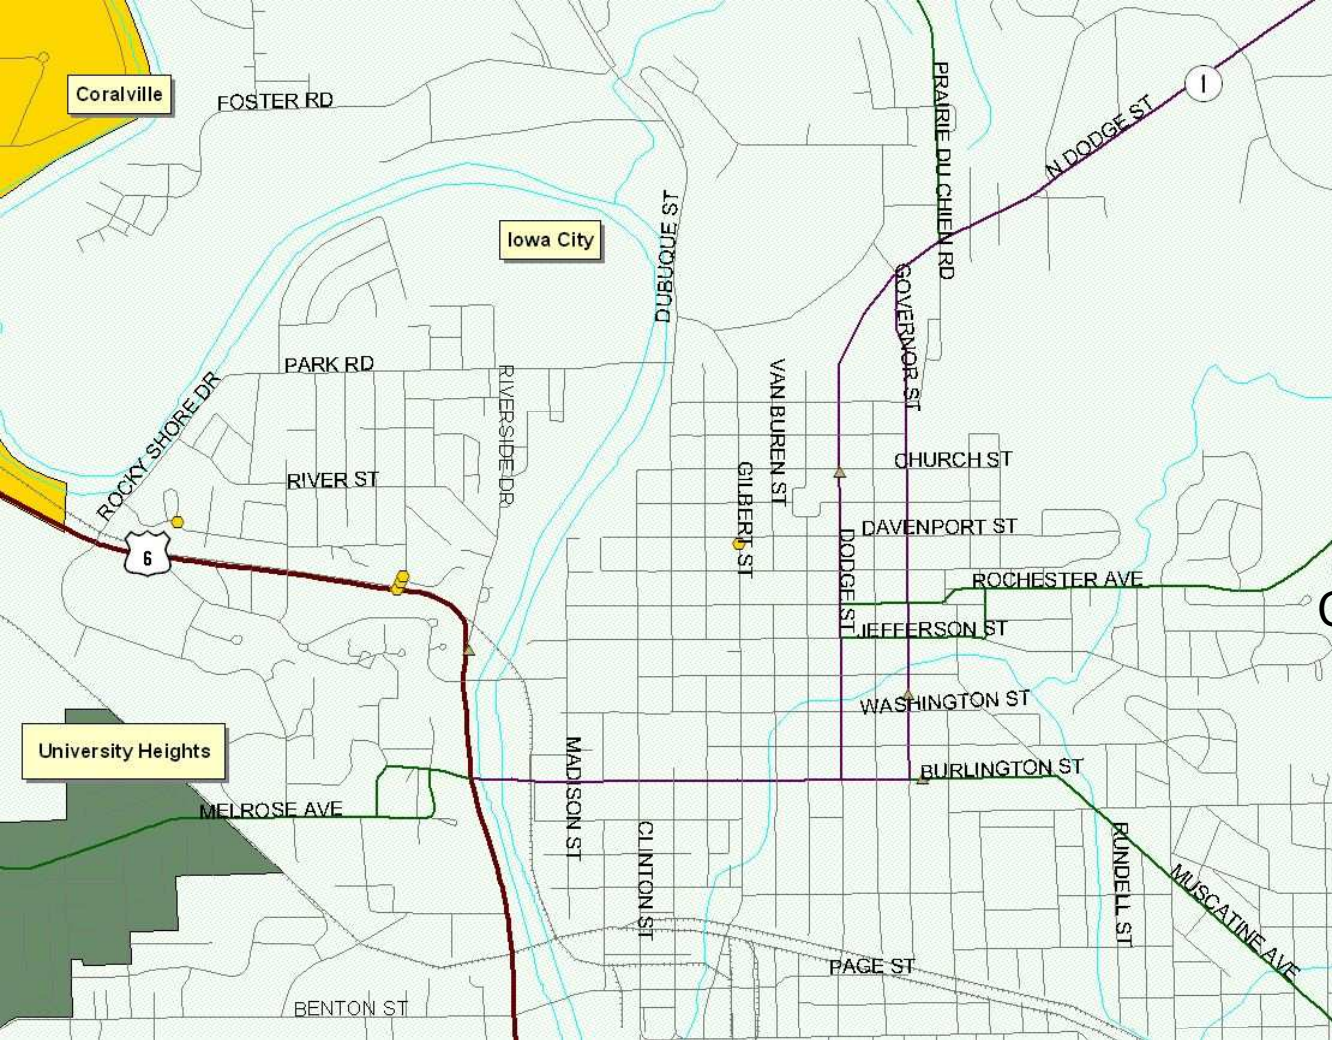 Coralville
FOSTER RD
1
PRAIRIE DU CHIEN RD
N DODGE ST
Iowa City
DUBUQUE ST
GOVERNOR ST
PARK RD
RIVERSIDE DR
VAN BUREN ST
ROCKY SHORE DR
RIVER ST
CHURCH ST
GILBERT ST
DAVENPORT ST
DODGE ST
6
ROCHESTER AVE
JEFFERSON ST
WASHINGTON ST
University Heights
MADISON ST
BURLINGTON ST
MELROSE AVE
CLINTON ST
RUNDELL ST
MUSCATINE AVE
PAGE ST
BENTON ST